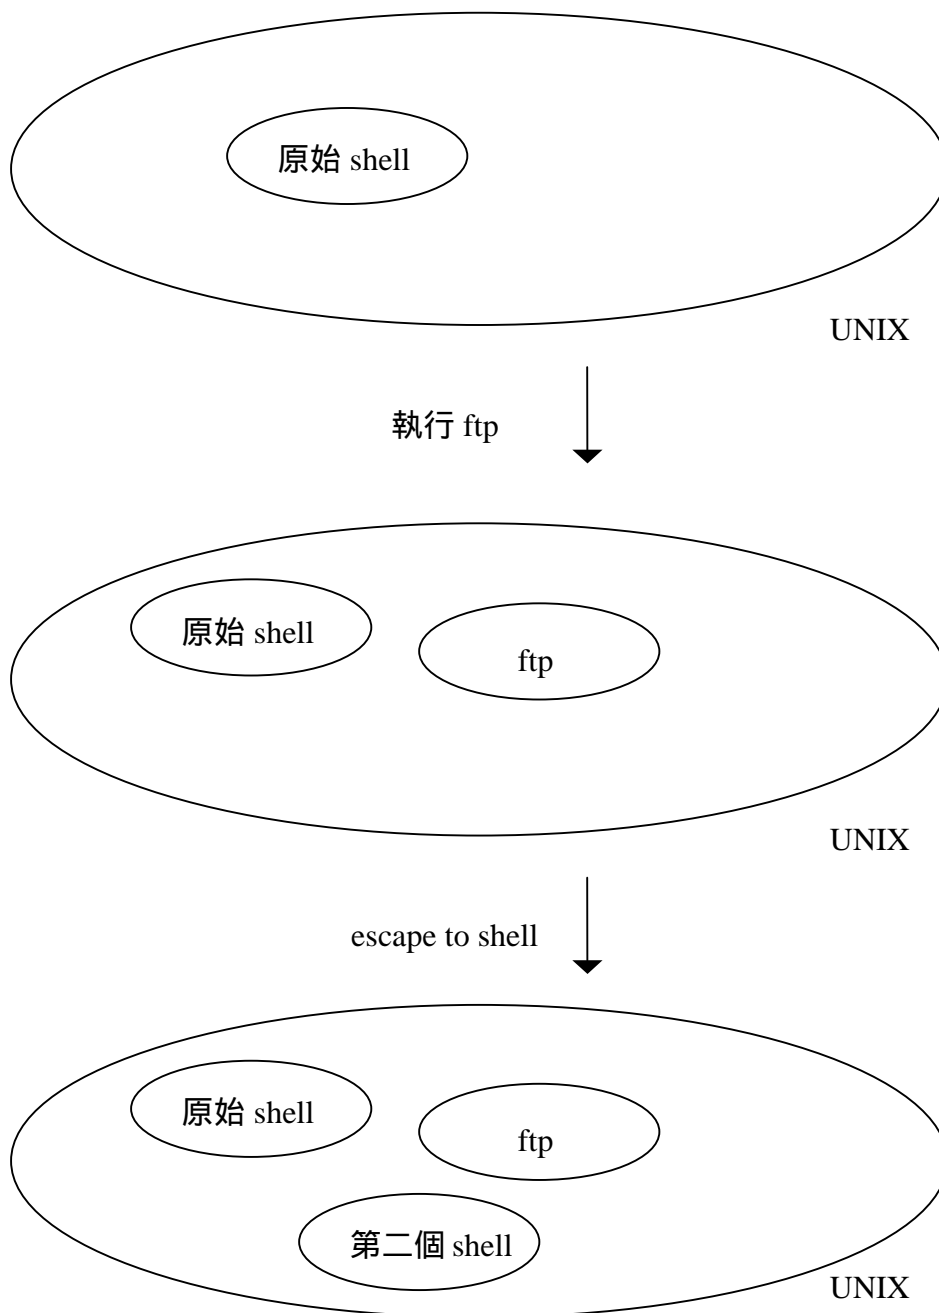 原始 shell
UNIX
執行 ftp
原始 shell
ftp
UNIX
escape to shell
原始 shell
ftp
第二個 shell
UNIX